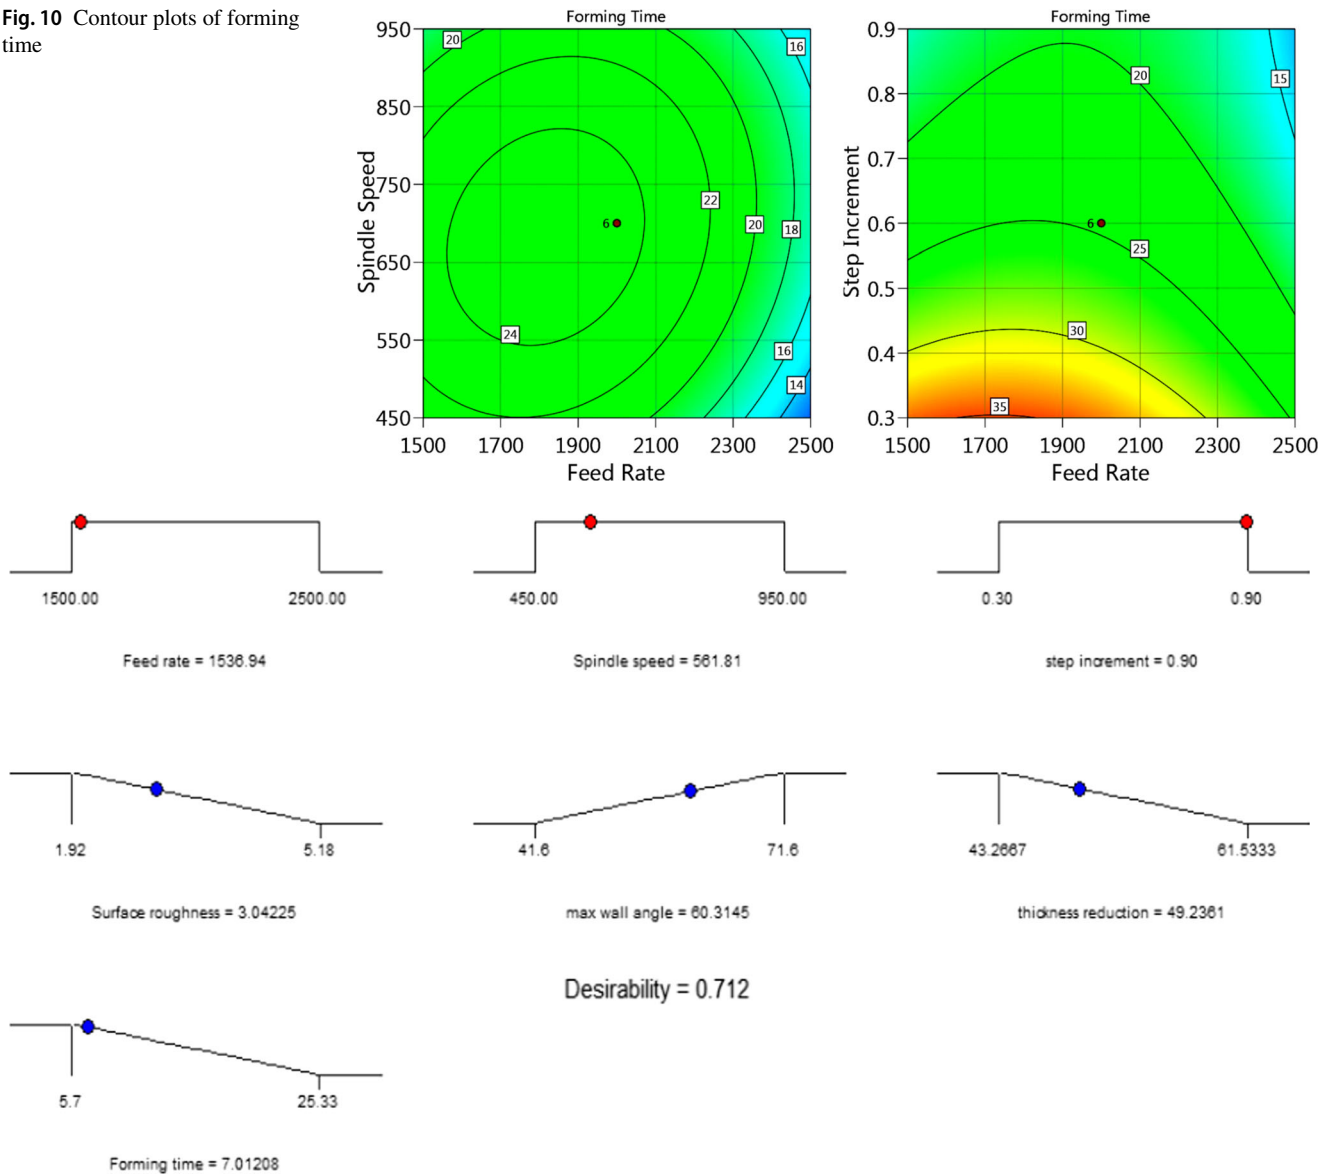 Fig. 10 Contour plots of forming
time
Forming Time
950
850
750
650
550
450
Spindle Speed
20
16
22
20
18
24
16
14
6
1500 1700 1900 2100 2300 2500
Feed Rate
Forming Time
0.9
0.8
0.7
0.6
0.5
0.4
0.3
Step Increment
20
15
6
25
30
35
1500 1700 1900 2100 2300 2500
Feed Rate
1500.00 2500.00
Feed rate = 1536.94
450.00 950.00
Spindle speed = 561.81
0.30 0.90
step increment = 0.90
1.92 5.18
Surface roughness = 3.04225
41.6 71.6
max wall angle = 60.3145
43.2667 61.5333
thickness reduction = 49.2361
Desirability = 0.712
5.7 25.33
Forming time = 7.01208